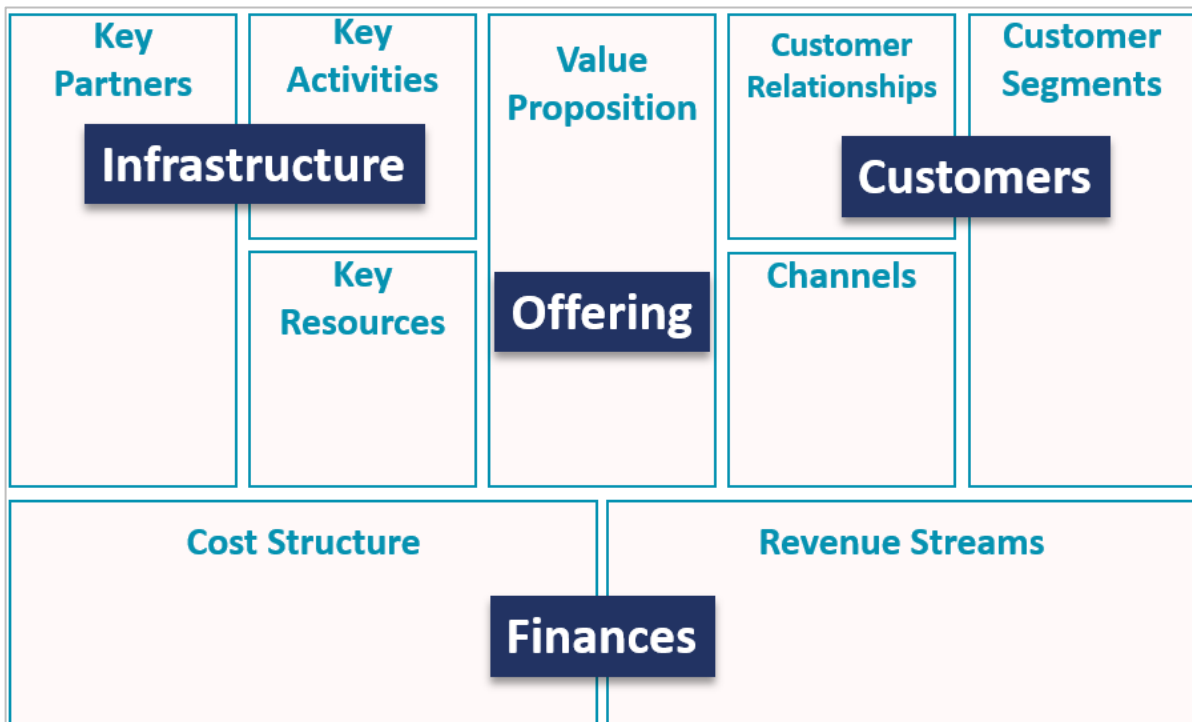 Key
Partners
Key
Activities
Value
Proposition
Customer
Relationships
Customer
Segments
Infrastructure
Customers
Key
Resources
Offering
Channels
Cost Structure
Revenue Streams
Finances